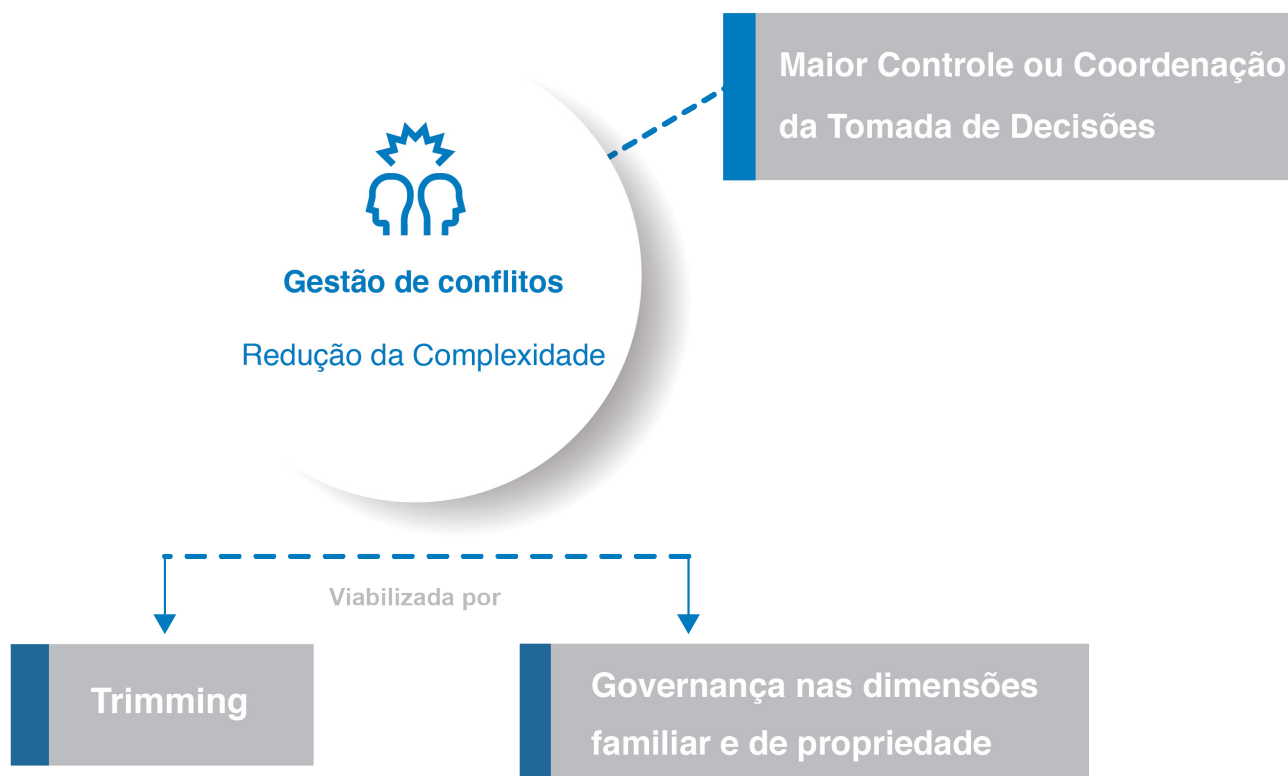 Maior Controle ou Coordenação
da Tomada de Decisões
Gestão de conflitos
Redução da Complexidade
Viabilizada por
Trimming
Governança nas dimensões
familiar e de propriedade